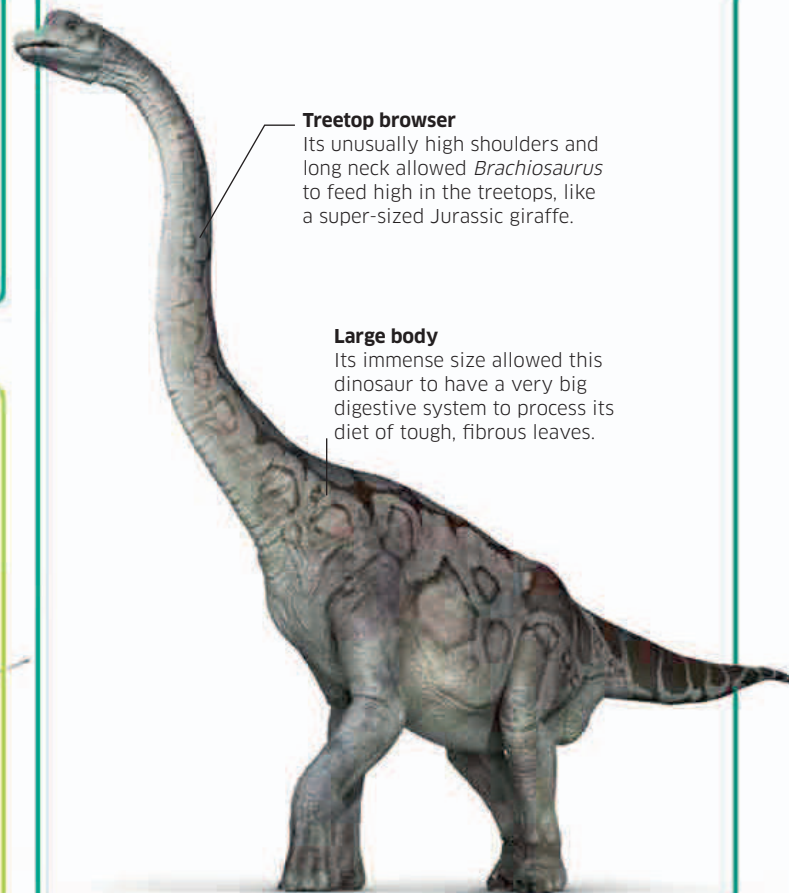 Treetop browser
Its unusually high shoulders and
long neck allowed Brachiosaurus
to feed high in the treetops, like
a super-sized Jurassic giraffe.
Large body
Its immense size allowed this
dinosaur to have a very big
digestive system to process its
diet of tough, fibrous leaves.